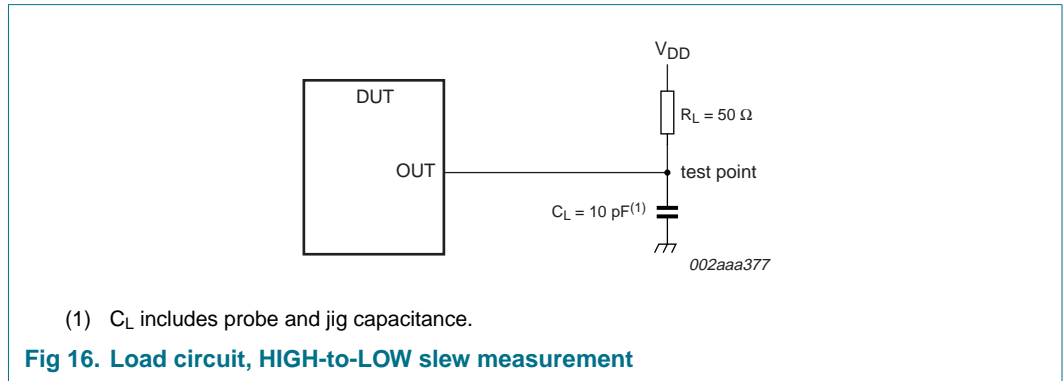 V_DD
DUT
R_L = 50 Ω
OUT
test point
C_L = 10 pF(1)
002aaa377
(1) C_L includes probe and jig capacitance.
Fig 16. Load circuit, HIGH-to-LOW slew measurement